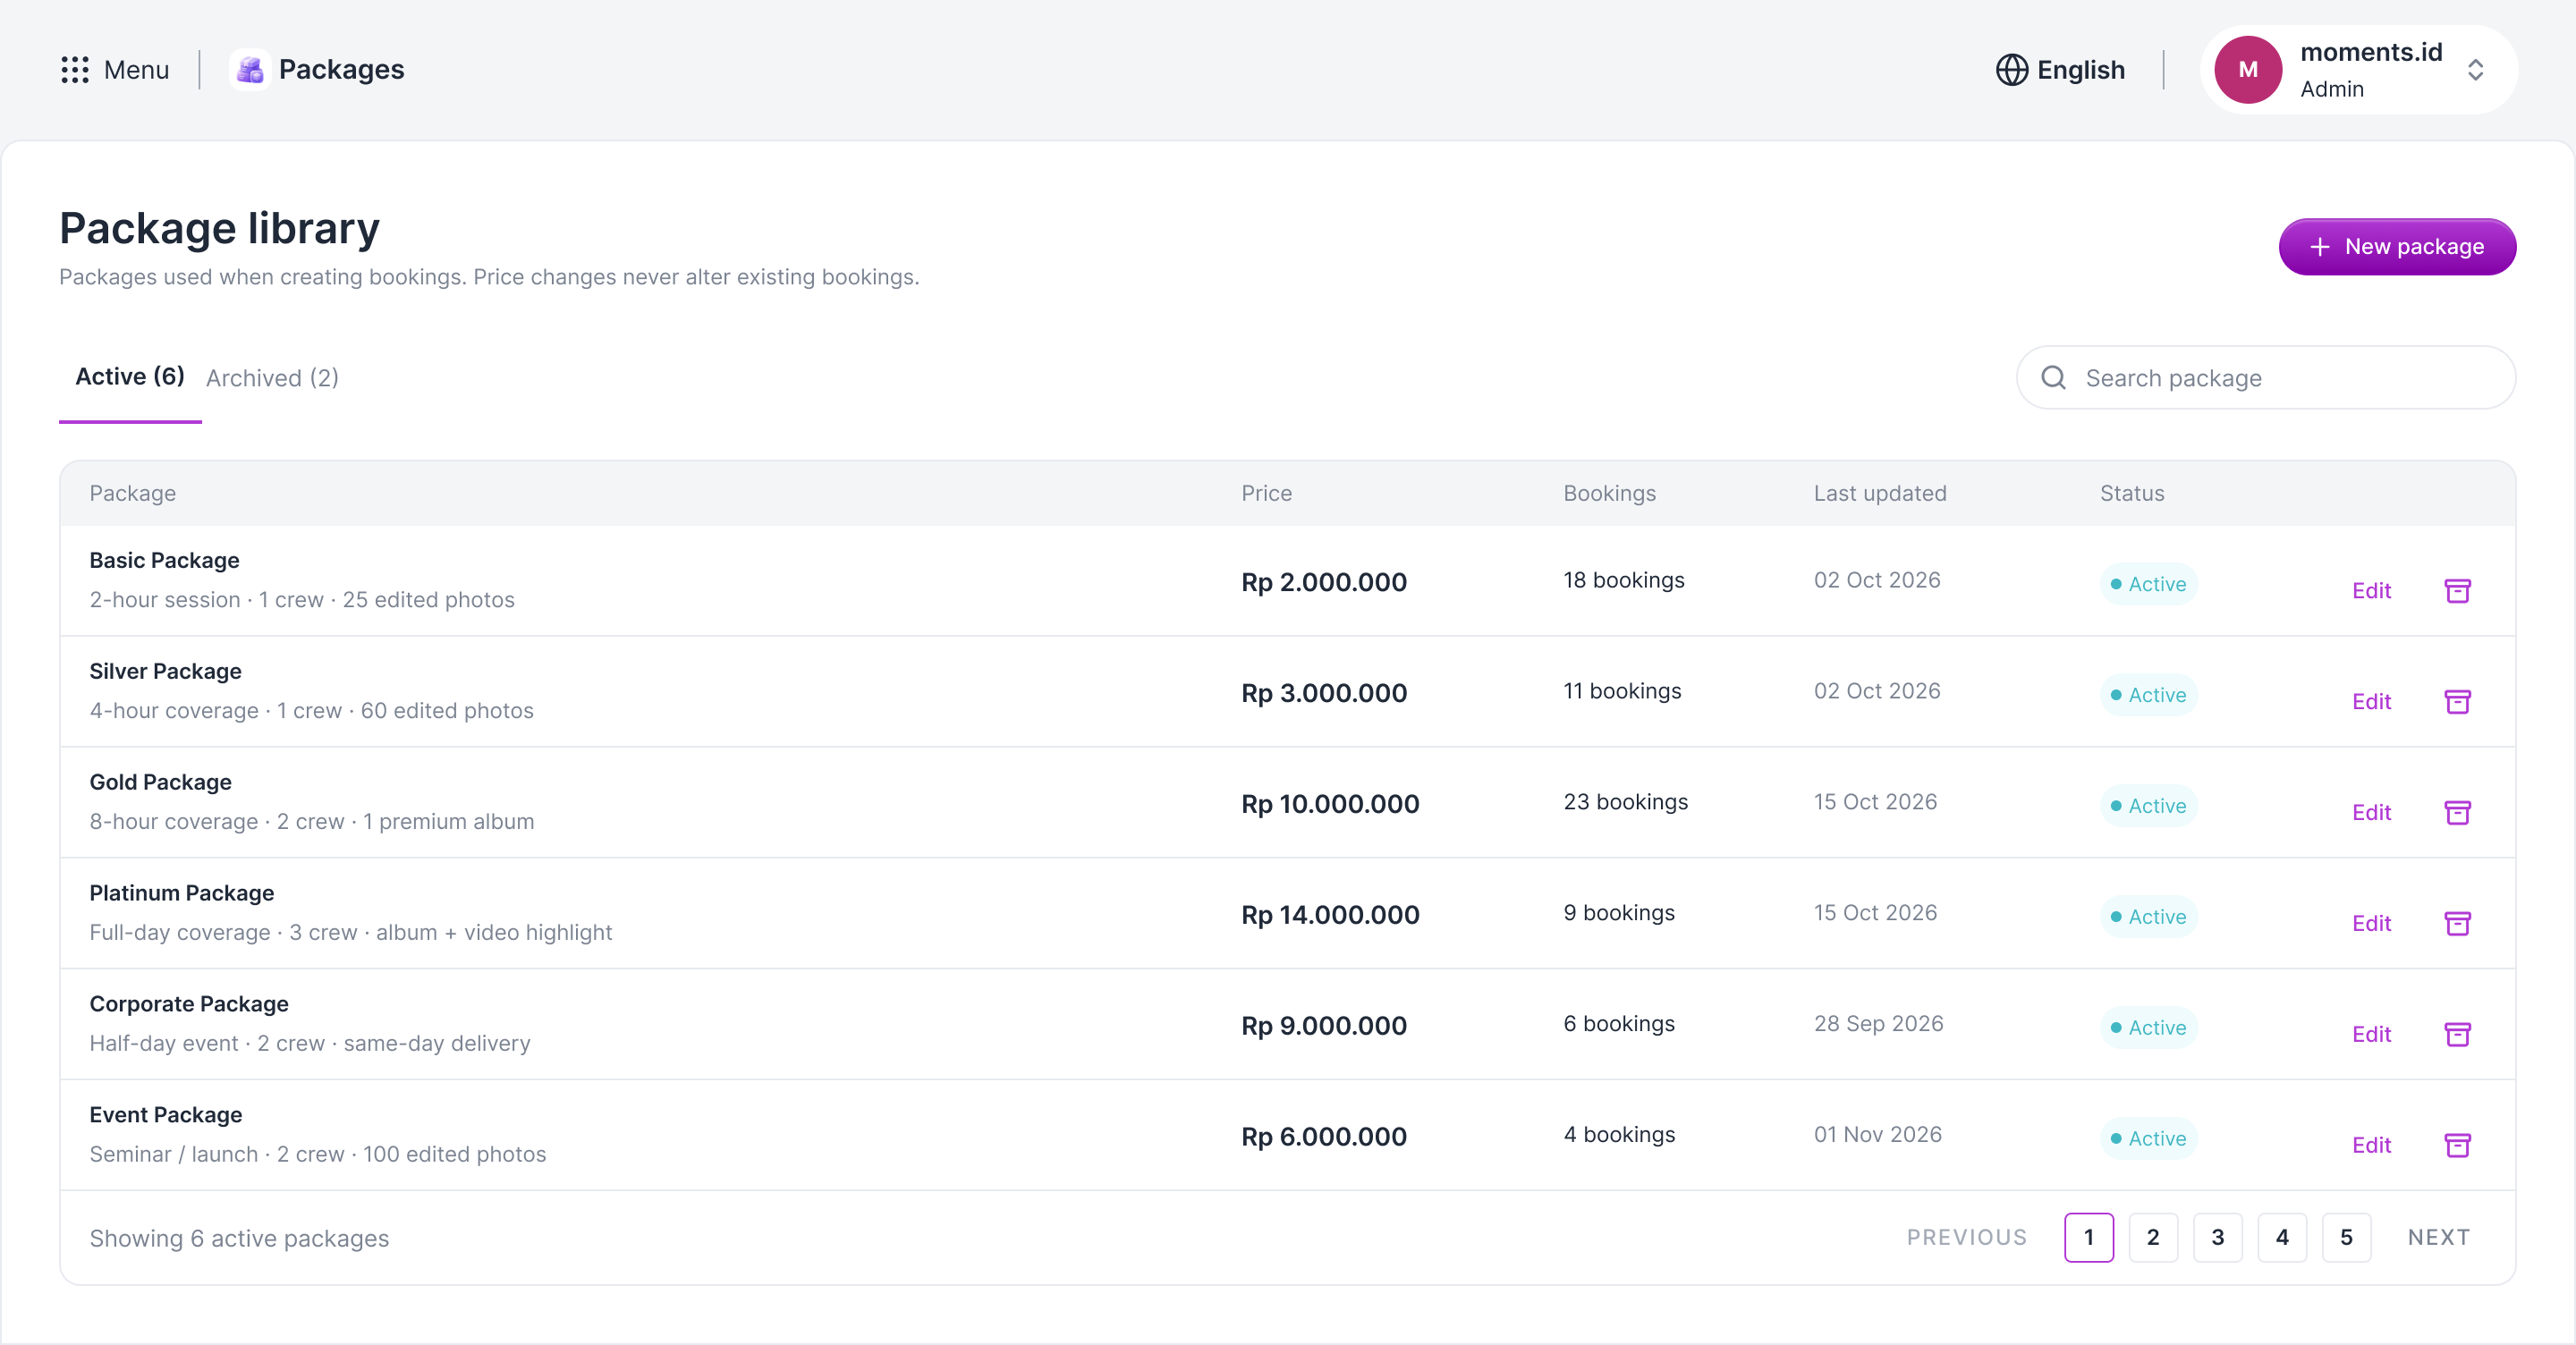 Menu
Packages
English
M
moments.id
Admin
Package library
Packages used when creating bookings. Price changes never alter existing bookings.
+ New package
Active (6)
Archived (2)
Search package
Package Price Bookings Last updated Status
Basic Package
2-hour session · 1 crew · 25 edited photos
Rp 2.000.000 18 bookings 02 Oct 2026 Active Edit
Silver Package
4-hour coverage · 1 crew · 60 edited photos
Rp 3.000.000 11 bookings 02 Oct 2026 Active Edit
Gold Package
8-hour coverage · 2 crew · 1 premium album
Rp 10.000.000 23 bookings 15 Oct 2026 Active Edit
Platinum Package
Full-day coverage · 3 crew · album + video highlight
Rp 14.000.000 9 bookings 15 Oct 2026 Active Edit
Corporate Package
Half-day event · 2 crew · same-day delivery
Rp 9.000.000 6 bookings 28 Sep 2026 Active Edit
Event Package
Seminar / launch · 2 crew · 100 edited photos
Rp 6.000.000 4 bookings 01 Nov 2026 Active Edit
Showing 6 active packages
PREVIOUS 1 2 3 4 5 NEXT